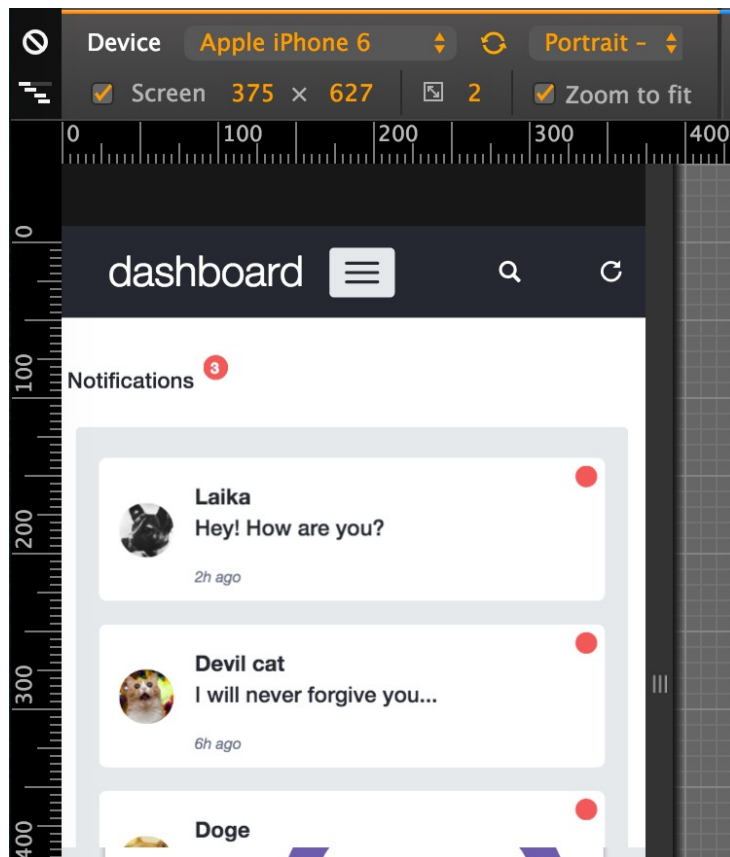 Device Apple iPhone 6 Portrait –
Screen 375 × 627 2 Zoom to fit
0 100 200 300 400
0
100
200
300
400
dashboard
Notifications 3
Laika
Hey! How are you?
2h ago
Devil cat
I will never forgive you...
6h ago
Doge